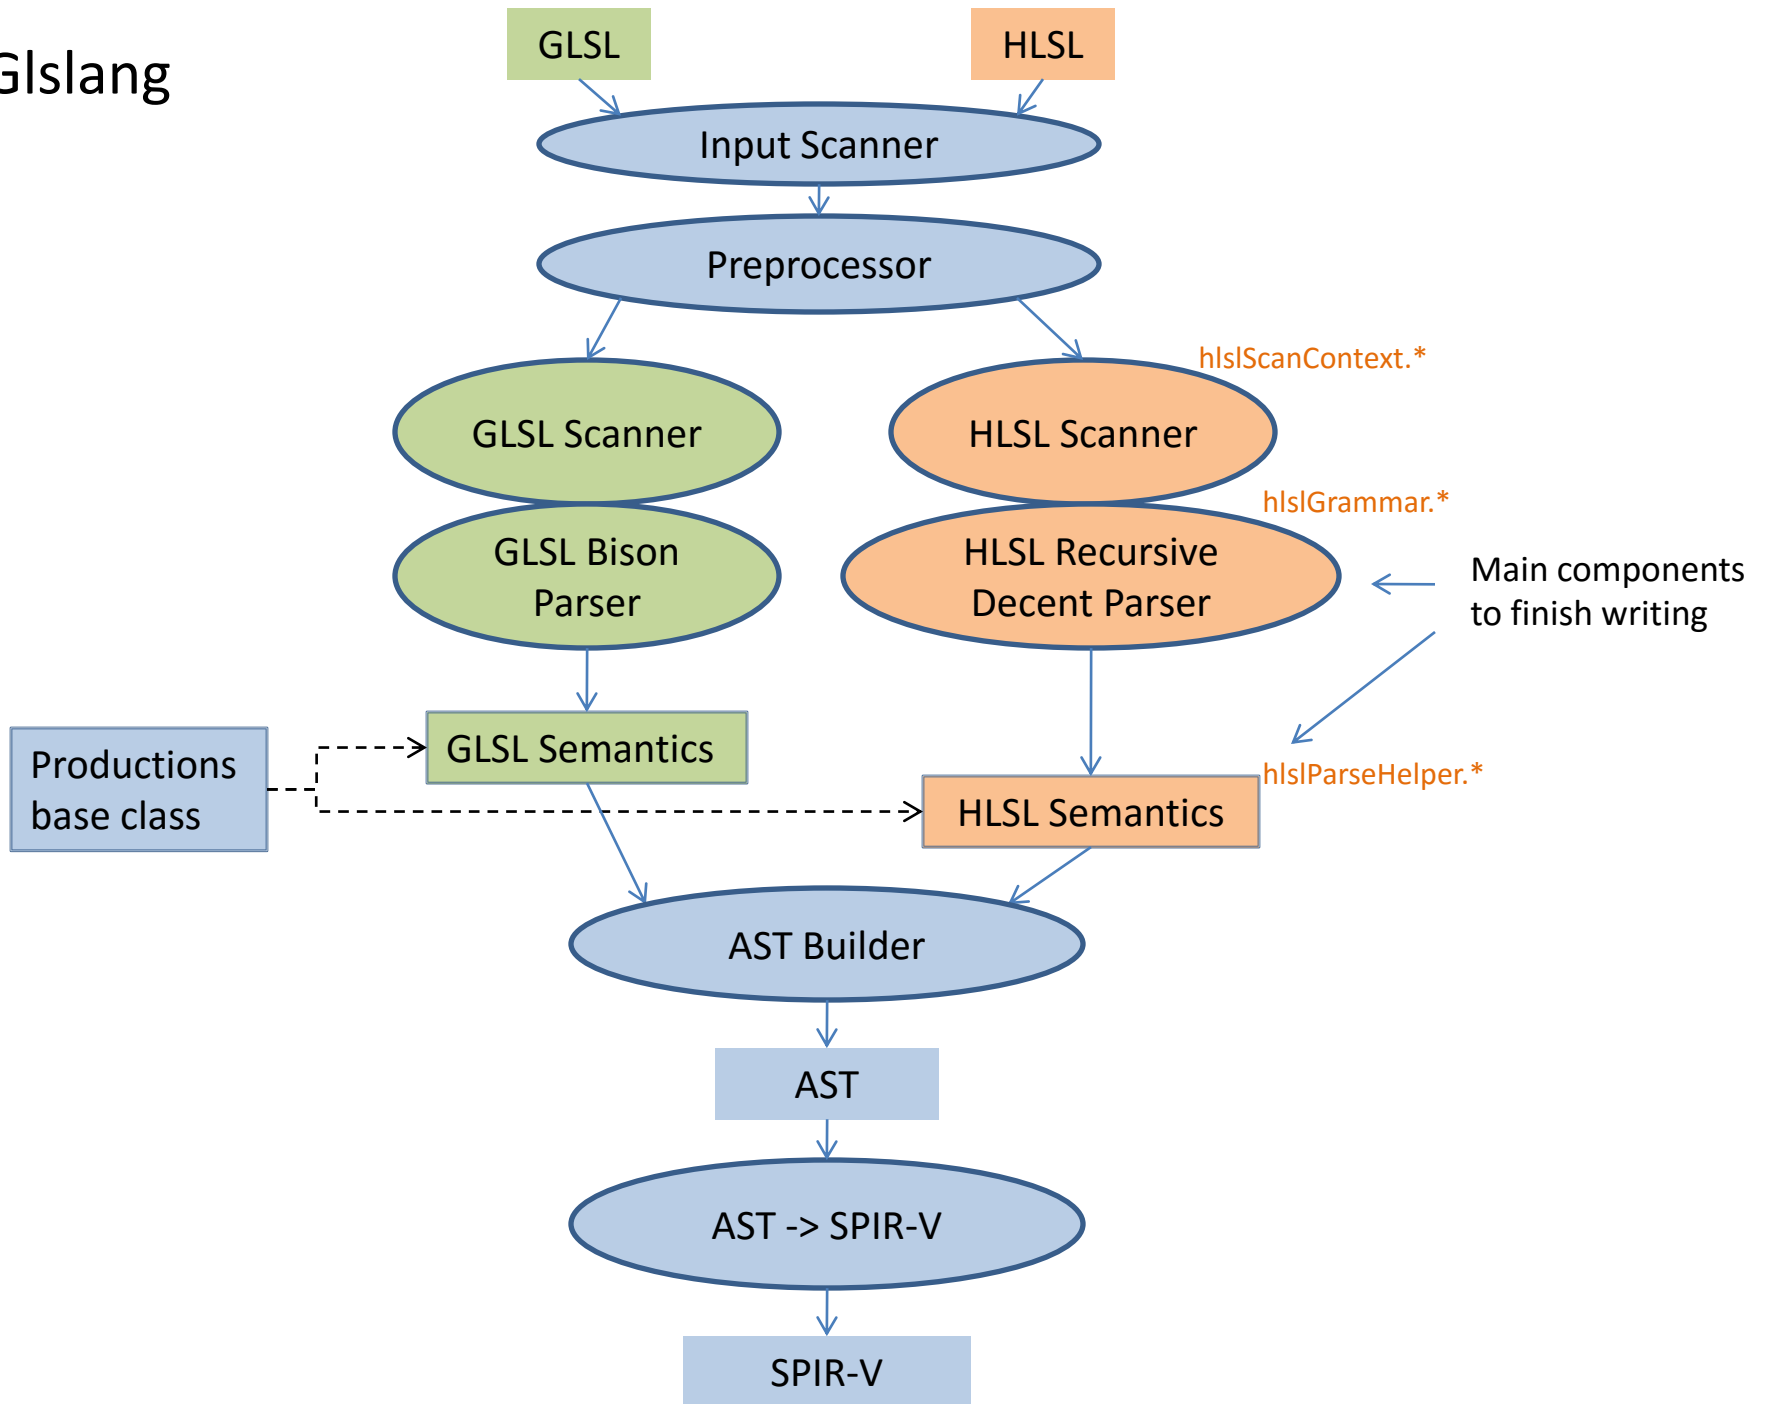 Glslang
GLSL
HLSL
Input Scanner
Preprocessor
hlslScanContext.*
GLSL Scanner
HLSL Scanner
hlslGrammar.*
GLSL Bison
Parser
HLSL Recursive
Decent Parser
Main components
to finish writing
Productions
base class
GLSL Semantics
hlslParseHelper.*
HLSL Semantics
AST Builder
AST
AST -> SPIR-V
SPIR-V